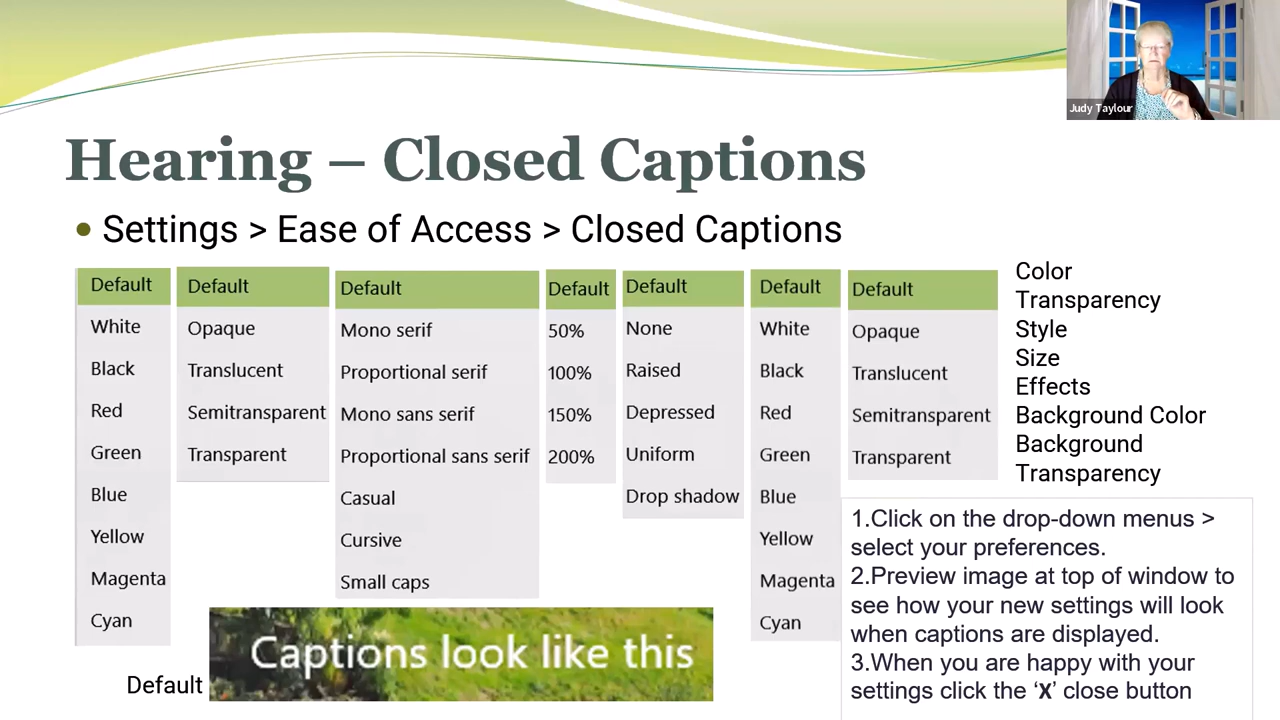 Judy Taylour
Hearing – Closed Captions
• Settings > Ease of Access > Closed Captions
Default
White
Black
Red
Green
Blue
Yellow
Magenta
Cyan
Default
Opaque
Translucent
Semitransparent
Transparent
Default
Mono serif
Proportional serif
Mono sans serif
Proportional sans serif
Casual
Cursive
Small caps
Default
50%
100%
150%
200%
Default
None
Raised
Depressed
Uniform
Drop shadow
Default
White
Black
Red
Green
Blue
Yellow
Magenta
Cyan
Default
Opaque
Translucent
Semitransparent
Transparent
Color
Transparency
Style
Size
Effects
Background Color
Background
Transparency
1.Click on the drop-down menus >
select your preferences.
2.Preview image at top of window to
see how your new settings will look
when captions are displayed.
3.When you are happy with your
settings click the ‘X’ close button
Default
Captions look like this